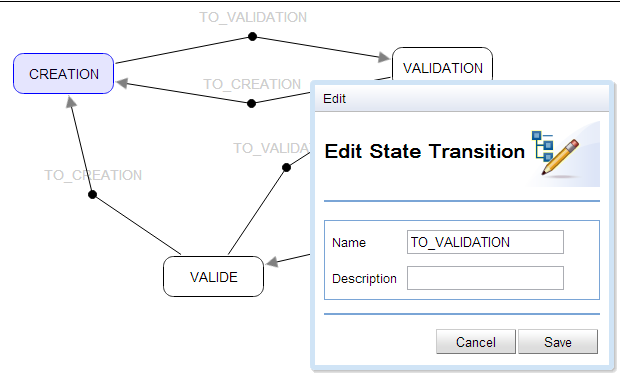 TO_VALIDATION
CREATION
VALIDATION
TO_CREATION
Edit
Edit State Transition
TO_VALIDA
TO_CREATION
Name
TO_VALIDATION
VALIDE
Description
Cancel
Save